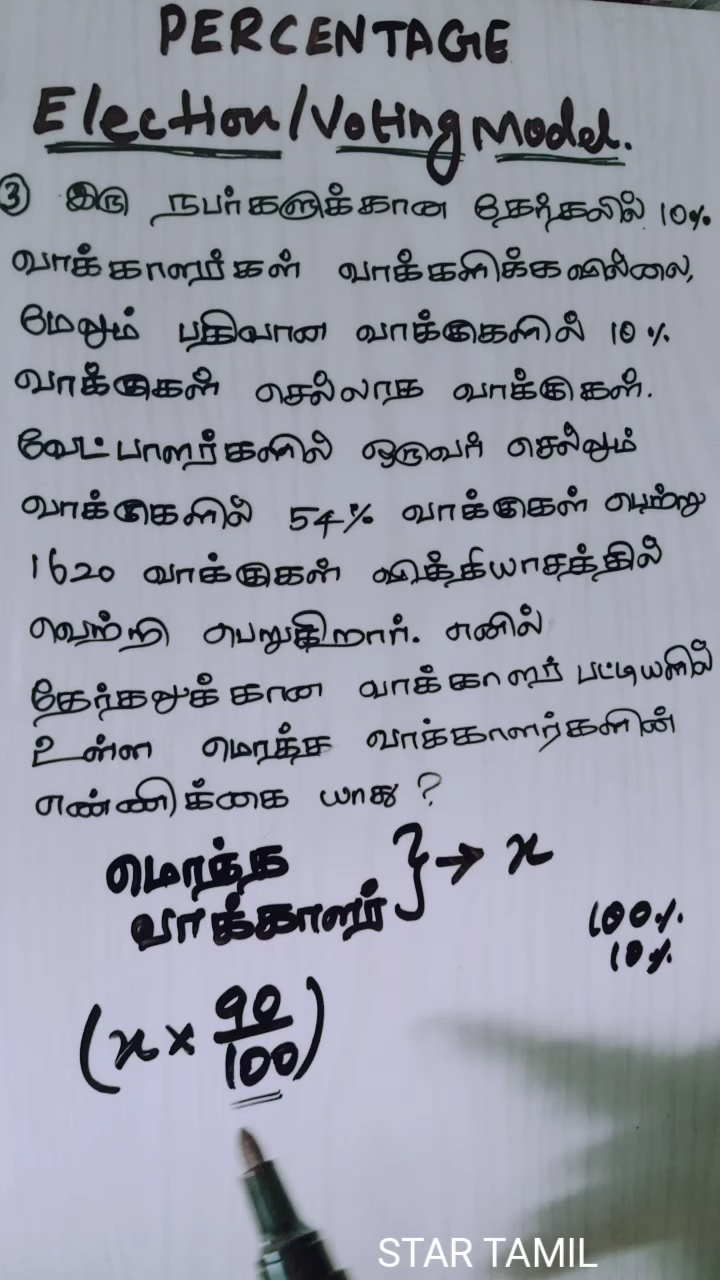 PERCENTAGE
Election/Voting Model.
③ இரு நபர்களுக்கான தேர்தலில் 10%
வாக்காளர்கள் வாக்களிக்கவில்லை,
மேலும் பதிவான வாக்குகளில் 10%
வாக்குகள் செல்லாத வாக்குகள்.
வேட்பாளர்களில் ஒருவர் செல்லும்
வாக்குகளில் 54% வாக்குகள் பெற்று
1620 வாக்குகள் வித்தியாசத்தில்
வெற்றி பெறுகிறார். எனில்
தேர்தலுக்கான வாக்காளர் பட்டியலில்
உள்ள மொத்த வாக்காளர்களின்
எண்ணிக்கை யாது?
மொத்த
வாக்காளர் } → x
100%
10%
(x × 90/100)
STAR TAMIL